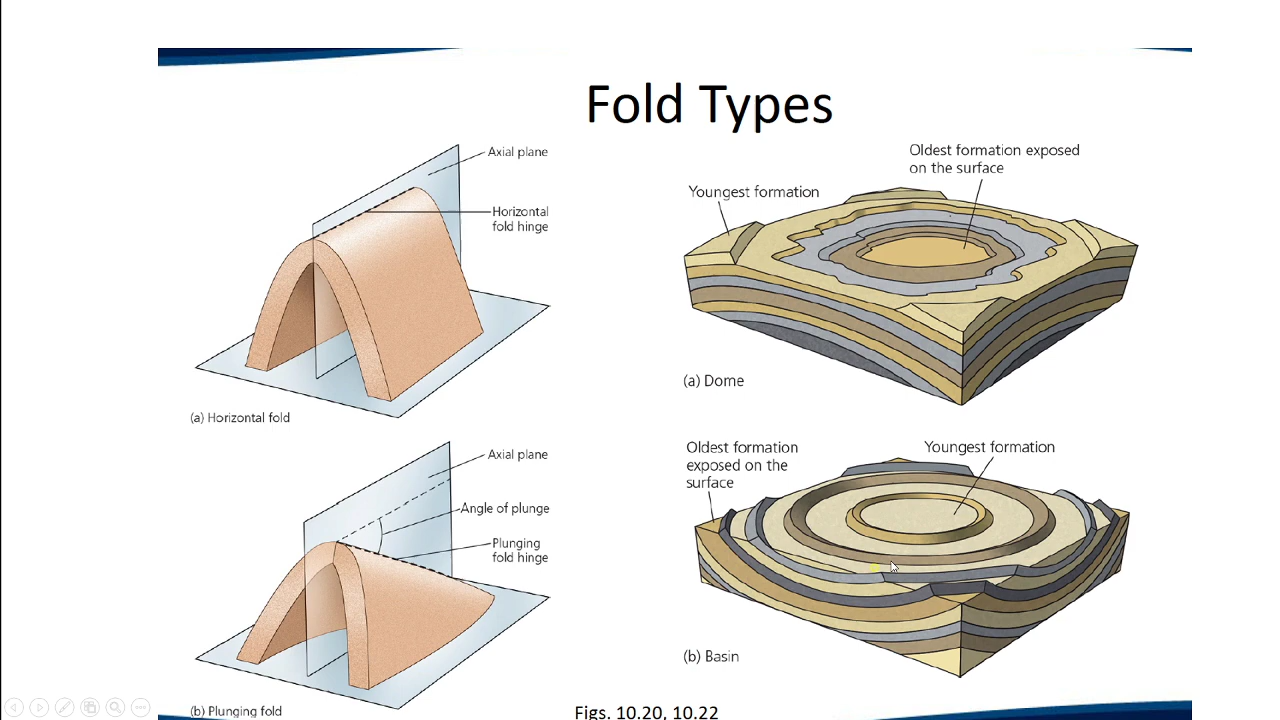 Fold Types
Axial plane
Horizontal
fold hinge
(a) Horizontal fold
Axial plane
Angle of plunge
Plunging
fold hinge
(b) Plunging fold
Oldest formation exposed
on the surface
Youngest formation
(a) Dome
Oldest formation
exposed on the
surface
Youngest formation
(b) Basin
Figs. 10.20, 10.22